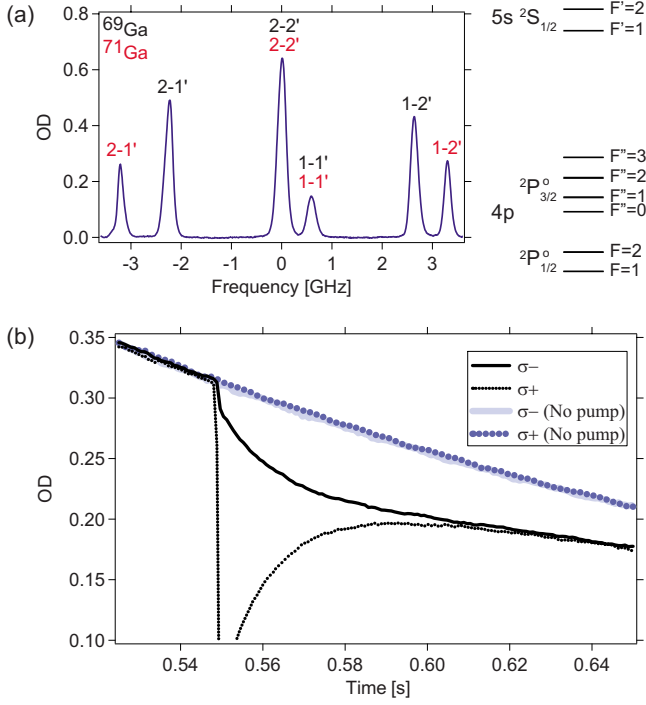 (a)
69Ga
71Ga
OD
0.8
0.6
0.4
0.2
0.0
2-1'
2-1'
2-2'
2-2'
1-1'
1-1'
1-2'
1-2'
-3
-2
-1
0
1
2
3
Frequency [GHz]
5s ²S1/2
F'=2
F'=1
4p
²P°3/2
F"=3
F"=2
F"=1
F"=0
²P°1/2
F=2
F=1
(b)
OD
0.35
0.30
0.25
0.20
0.15
0.10
σ−
σ+
σ− (No pump)
σ+ (No pump)
0.54
0.56
0.58
0.60
0.62
0.64
Time [s]